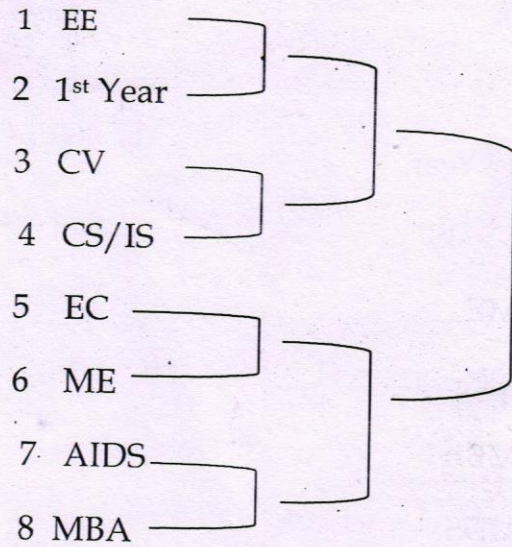 1 EE
2 1st Year
3 CV
4 CS/IS
5 EC
6 ME
7 AIDS
8 MBA